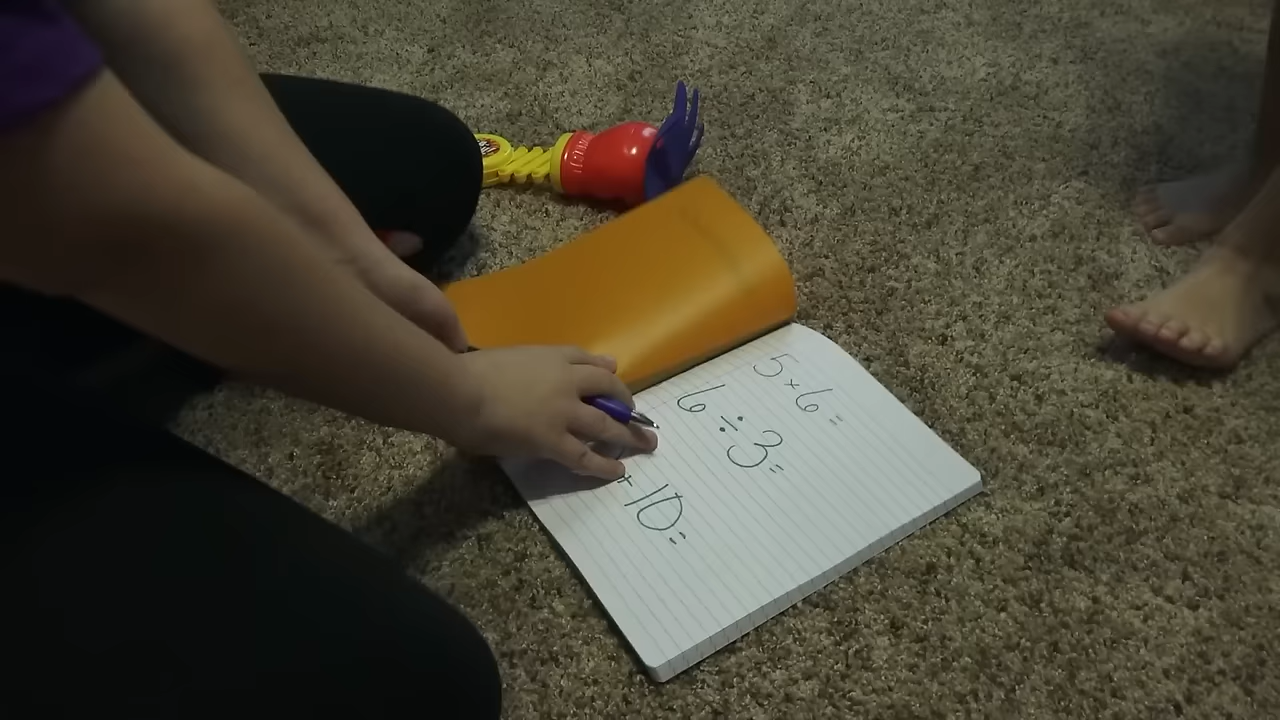 5 × 6 =
6 ÷ 3 =
+ 10 =